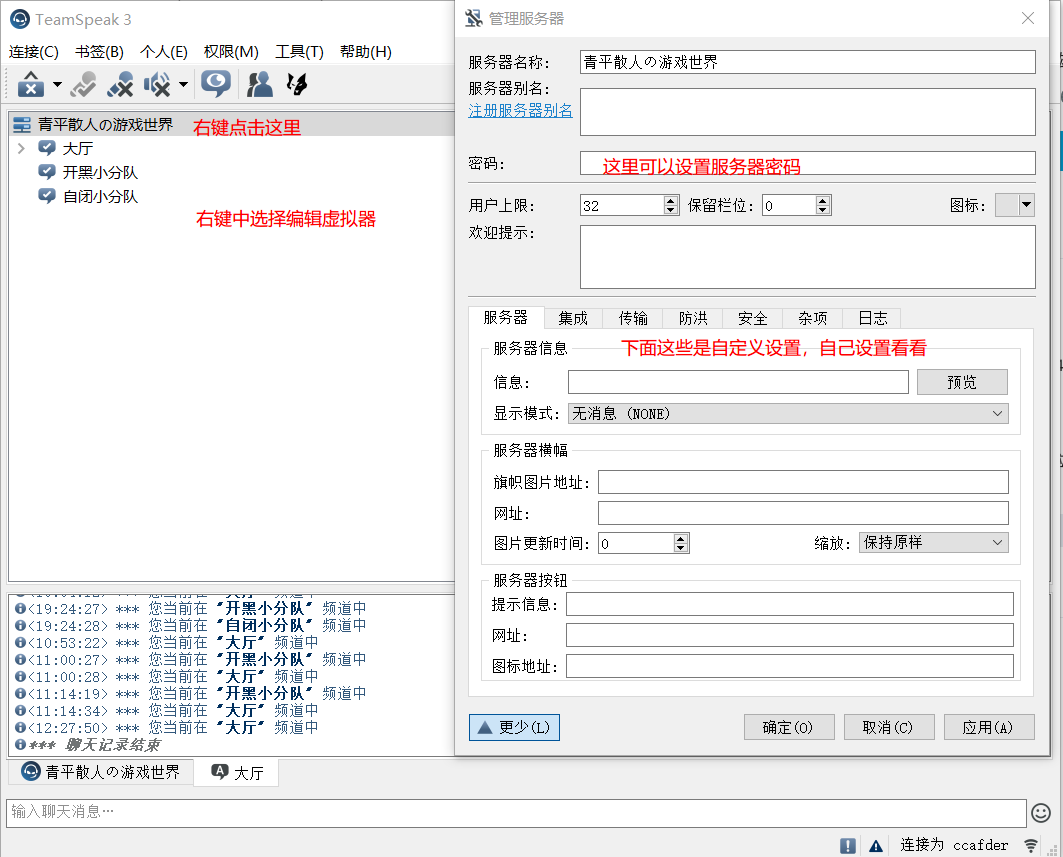 TeamSpeak 3
连接(C) 书签(B) 个人(E) 权限(M) 工具(T) 帮助(H)
青平散人の游戏世界 右键点击这里
大厅
开黑小分队
自闭小分队
右键中选择编辑虚拟器
<19:24:27> *** 您当前在 "开黑小分队" 频道中
<19:24:28> *** 您当前在 "自闭小分队" 频道中
<10:53:22> *** 您当前在 "大厅" 频道中
<11:00:27> *** 您当前在 "开黑小分队" 频道中
<11:00:28> *** 您当前在 "大厅" 频道中
<11:14:19> *** 您当前在 "开黑小分队" 频道中
<11:14:34> *** 您当前在 "大厅" 频道中
<12:27:50> *** 您当前在 "大厅" 频道中
*** 聊天记录结束
青平散人の游戏世界 大厅
输入聊天消息…
连接为 ccafder
管理服务器
服务器名称: 青平散人の游戏世界
服务器别名:
注册服务器别名
密码: 这里可以设置服务器密码
用户上限: 32 保留栏位: 0 图标:
欢迎提示:
服务器 集成 传输 防洪 安全 杂项 日志
服务器信息 下面这些是自定义设置，自己设置看看
信息: 预览
显示模式: 无消息 (NONE)
服务器横幅
旗帜图片地址:
网址:
图片更新时间: 0 缩放: 保持原样
服务器按钮
提示信息:
网址:
图标地址:
更少(L) 确定(O) 取消(C) 应用(A)